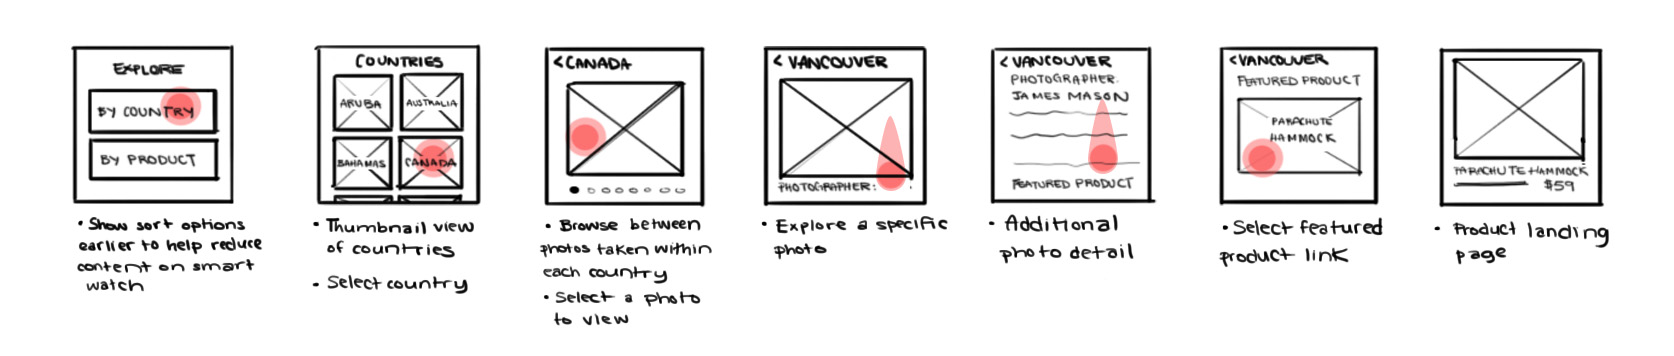 EXPLORE
BY COUNTRY
BY PRODUCT
• Show sort options
earlier to help reduce
content on smart
watch
COUNTRIES
ARUBA
AUSTRALIA
BAHAMAS
CANADA
• Thumbnail view
of countries
• Select country
<CANADA
• Browse between
photos taken within
each country
• Select a photo
to view
< VANCOUVER
PHOTOGRAPHER:
• Explore a specific
photo
< VANCOUVER
PHOTOGRAPHER:
JAMES MASON
FEATURED PRODUCT
• Additional
photo detail
<VANCOUVER
FEATURED PRODUCT
PARACHUTE
HAMMOCK
• Select featured
product link
PARACHUTE HAMMOCK
$59
• Product landing
page